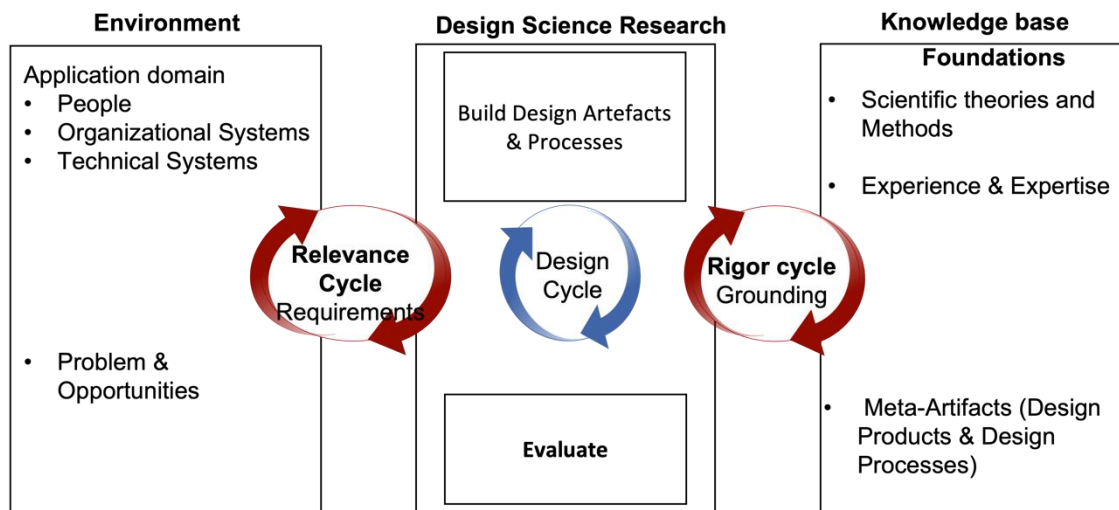 Environment
Application domain
• People
• Organizational Systems
• Technical Systems
• Problem &
Opportunities
Relevance
Cycle
Requirements
Design Science Research
Build Design Artefacts
& Processes
Design
Cycle
Evaluate
Rigor cycle
Grounding
Knowledge base
Foundations
• Scientific theories and
Methods
• Experience & Expertise
• Meta-Artifacts (Design
Products & Design
Processes)